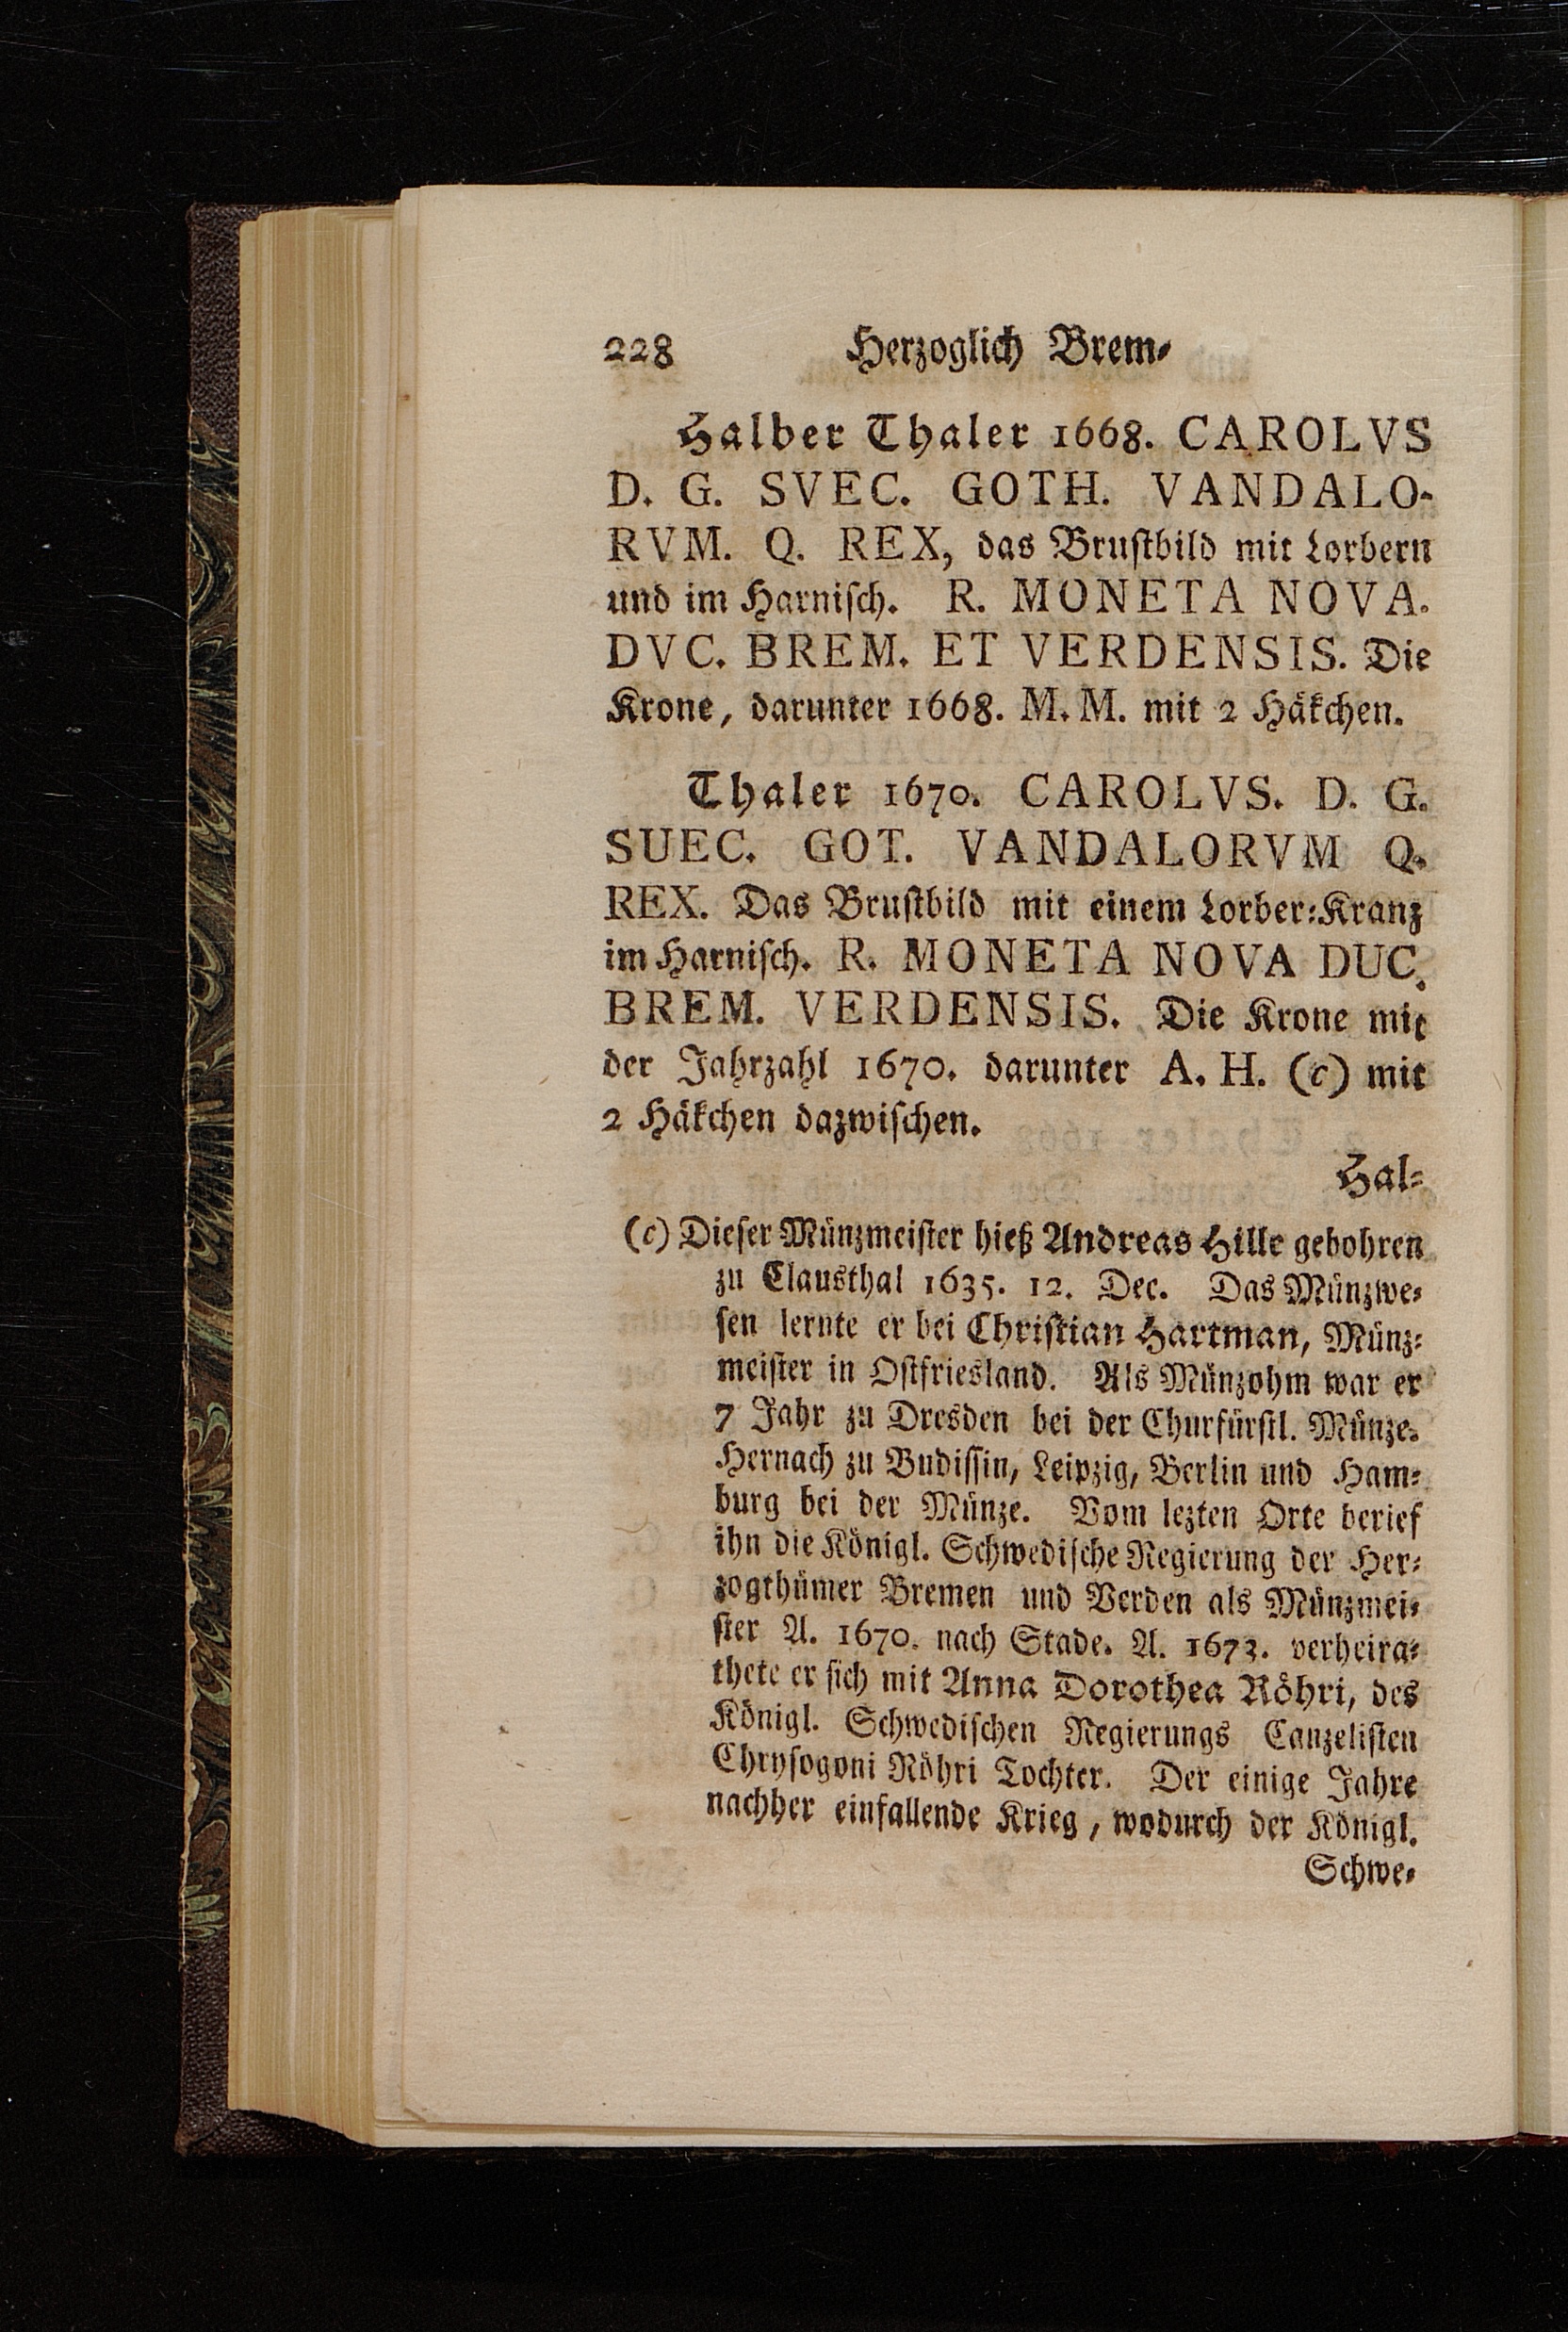 228 Herzoglich Brem⸗
Halber Thaler 1668. CAROLVS
D. G. SVEC. GOTH. VANDALO-
RVM. Q. REX, das Bruſtbild mit Lorbern
und im Harniſch. R. MONETA NOVA.
DVC. BREM. ET VERDENSIS. Die
Krone, darunter 1668. M. M. mit 2 Häkchen.
Thaler 1670. CAROLVS. D. G.
SUEC. GOT. VANDALORVM Q.
REX. Das Bruſtbild mit einem Lorber⸗Kranz
im Harniſch. R. MONETA NOVA DUC.
BREM. VERDENSIS. Die Krone mit
der Jahrzahl 1670. darunter A. H. (c) mit
2 Häkchen dazwiſchen.
Hal⸗
(c) Dieſer Münzmeiſter hieß Andreas Hille gebohren
zu Clausthal 1635. 12. Dec. Das Münzwe⸗
ſen lernte er bei Chriſtian Hartman, Münz⸗
meiſter in Oſtfriesland. Als Münzohm war er
7 Jahr zu Dresden bei der Churfürſtl. Münze.
Hernach zu Budiſſin, Leipzig, Berlin und Ham⸗
burg bei der Münze. Vom lezten Orte berief
ihn die Königl. Schwediſche Regierung der Her⸗
zogthümer Bremen und Verden als Münzmei⸗
ſter A. 1670. nach Stade. A. 1673. verheira⸗
thete er ſich mit Anna Dorothea Röhri, des
Königl. Schwediſchen Regierungs Canzeliſten
Chryſogoni Röhri Tochter. Der einige Jahre
nachher einfallende Krieg, wodurch der Königl.
Schwe⸗